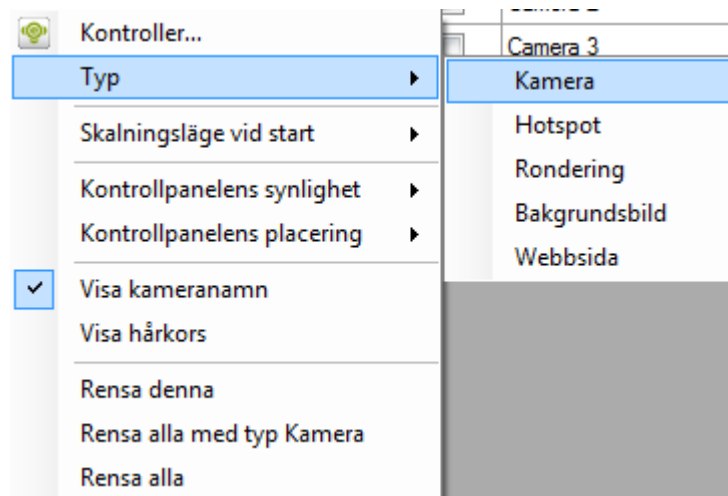 Kontroller...
Typ
Skalningsläge vid start
Kontrollpanelens synlighet
Kontrollpanelens placering
Visa kameranamn
Visa hårkors
Rensa denna
Rensa alla med typ Kamera
Rensa alla
Camera 3
Kamera
Hotspot
Rondering
Bakgrundsbild
Webbsida